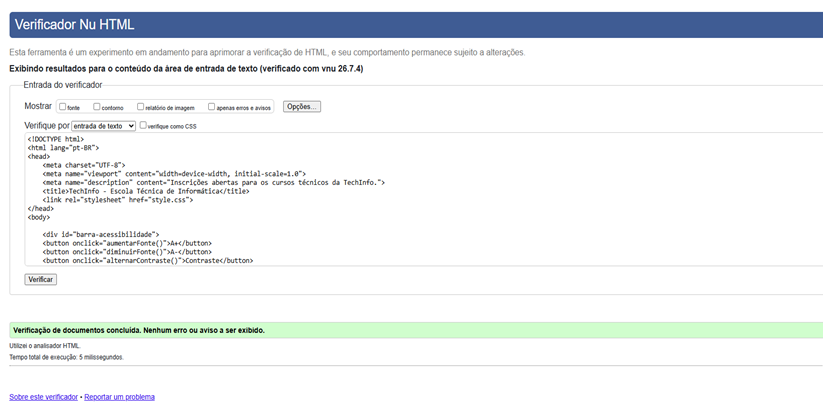 Verificador Nu HTML
Esta ferramenta é um experimento em andamento para aprimorar a verificação de HTML, e seu comportamento permanece sujeito a alterações.
Exibindo resultados para o conteúdo da área de entrada de texto (verificado com vnu 26.7.4)
Entrada do verificador
Mostrar fonte contorno relatório de imagem apenas erros e avisos Opções...
Verifique por entrada de texto verifique como CSS
<!DOCTYPE html>
<html lang="pt-BR">
<head>
    <meta charset="UTF-8">
    <meta name="viewport" content="width=device-width, initial-scale=1.0">
    <meta name="description" content="Inscrições abertas para os cursos técnicos da TechInfo.">
    <title>TechInfo - Escola Técnica de Informática</title>
    <link rel="stylesheet" href="style.css">
</head>
<body>
    <div id="barra-acessibilidade">
    <button onclick="aumentarFonte()">A+</button>
    <button onclick="diminuirFonte()">A-</button>
    <button onclick="alternarContraste()">Contraste</button>
Verificar
Verificação de documentos concluída. Nenhum erro ou aviso a ser exibido.
Utilizei o analisador HTML.
Tempo total de execução: 5 milissegundos.
Sobre este verificador • Reportar um problema